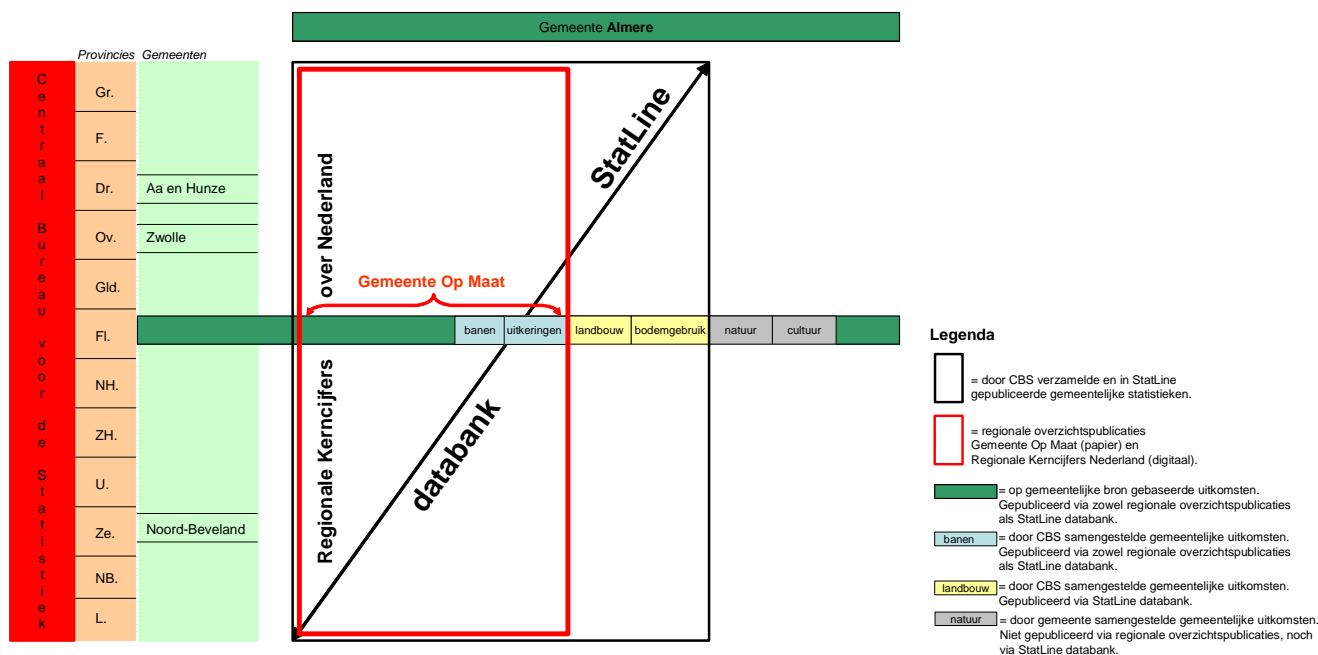 Gemeente Almere
Provincies Gemeenten
Centraal Bureau voor de Statistiek
Gr.
F.
Dr. Aa en Hunze
Ov. Zwolle
Gld.
Fl.
NH.
ZH.
U.
Ze. Noord-Beveland
NB.
L.
Regionale Kerncijfers over Nederland
StatLine
databank
Gemeente Op Maat
banen uitkeringen landbouw bodemgebruik natuur cultuur
Legenda
= door CBS verzamelde en in StatLine
gepubliceerde gemeentelijke statistieken.
= regionale overzichtspublicaties
Gemeente Op Maat (papier) en
Regionale Kerncijfers Nederland (digitaal).
= op gemeentelijke bron gebaseerde uitkomsten.
Gepubliceerd via zowel regionale overzichtspublicaties
als StatLine databank.
banen = door CBS samengestelde gemeentelijke uitkomsten.
Gepubliceerd via zowel regionale overzichtspublicaties
als StatLine databank.
landbouw = door CBS samengestelde gemeentelijke uitkomsten.
Gepubliceerd via StatLine databank.
natuur = door gemeente samengestelde gemeentelijke uitkomsten.
Niet gepubliceerd via regionale overzichtspublicaties, noch
via StatLine databank.